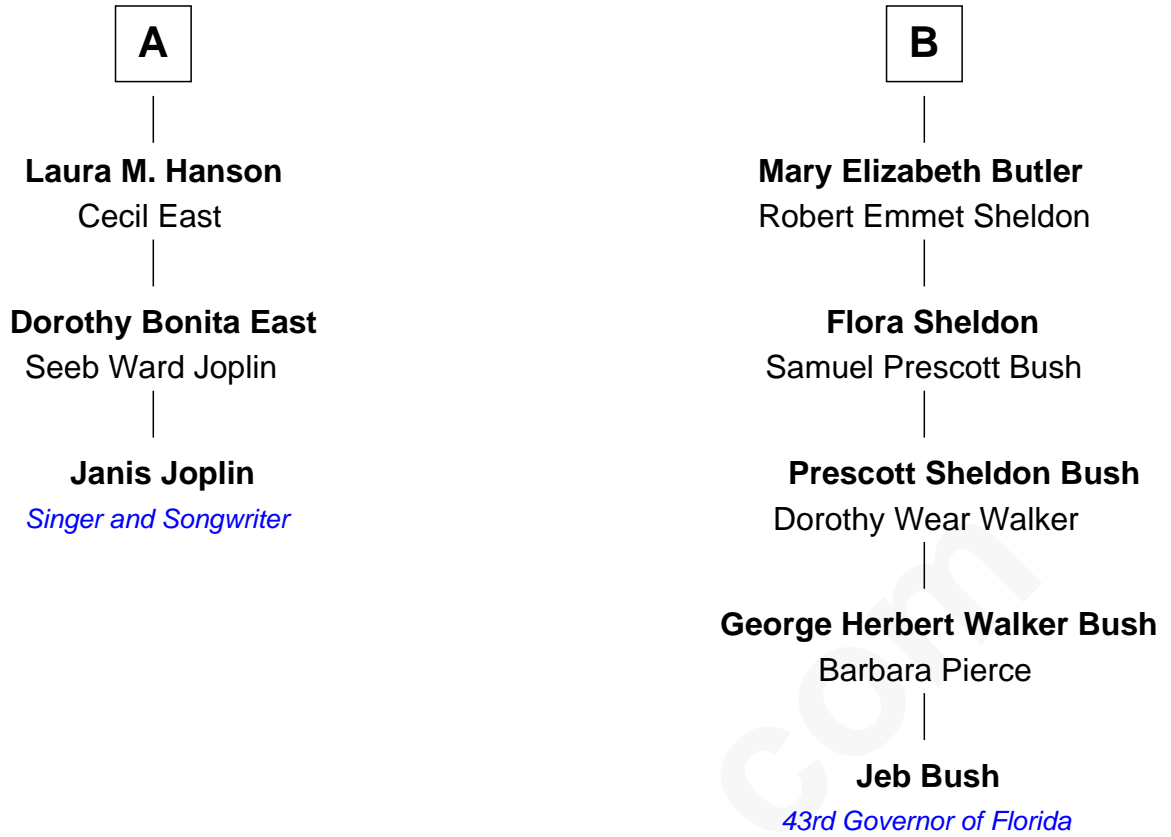 A
Laura M. Hanson
Cecil East
Dorothy Bonita East
Seeb Ward Joplin
Janis Joplin
Singer and Songwriter
B
Mary Elizabeth Butler
Robert Emmet Sheldon
Flora Sheldon
Samuel Prescott Bush
Prescott Sheldon Bush
Dorothy Wear Walker
George Herbert Walker Bush
Barbara Pierce
Jeb Bush
43rd Governor of Florida
com